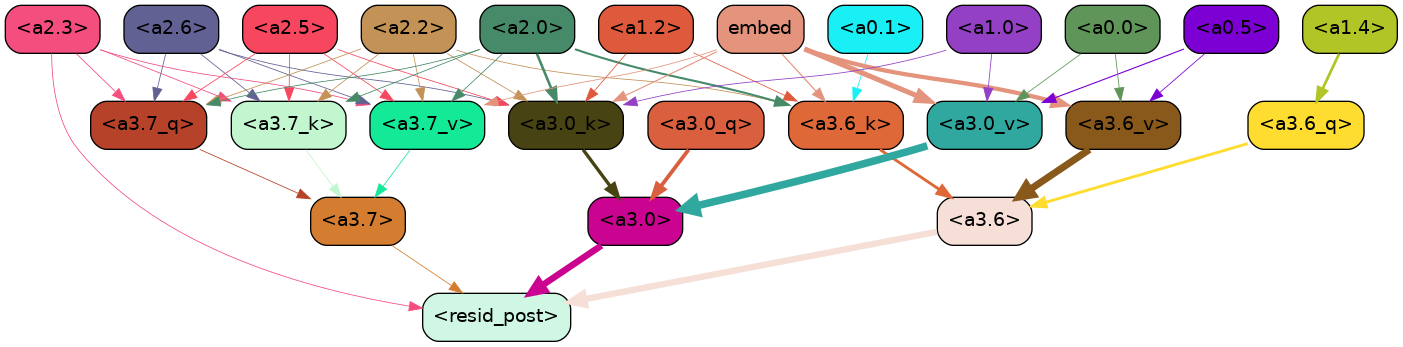 <a2.3> <a2.6> <a2.5> <a2.2> <a2.0> <a1.2> embed <a0.1> <a1.0> <a0.0> <a0.5> <a1.4>
<a3.7_q> <a3.7_k> <a3.7_v> <a3.0_k> <a3.0_q> <a3.6_k> <a3.0_v> <a3.6_v> <a3.6_q>
<a3.7> <a3.0> <a3.6>
<resid_post>